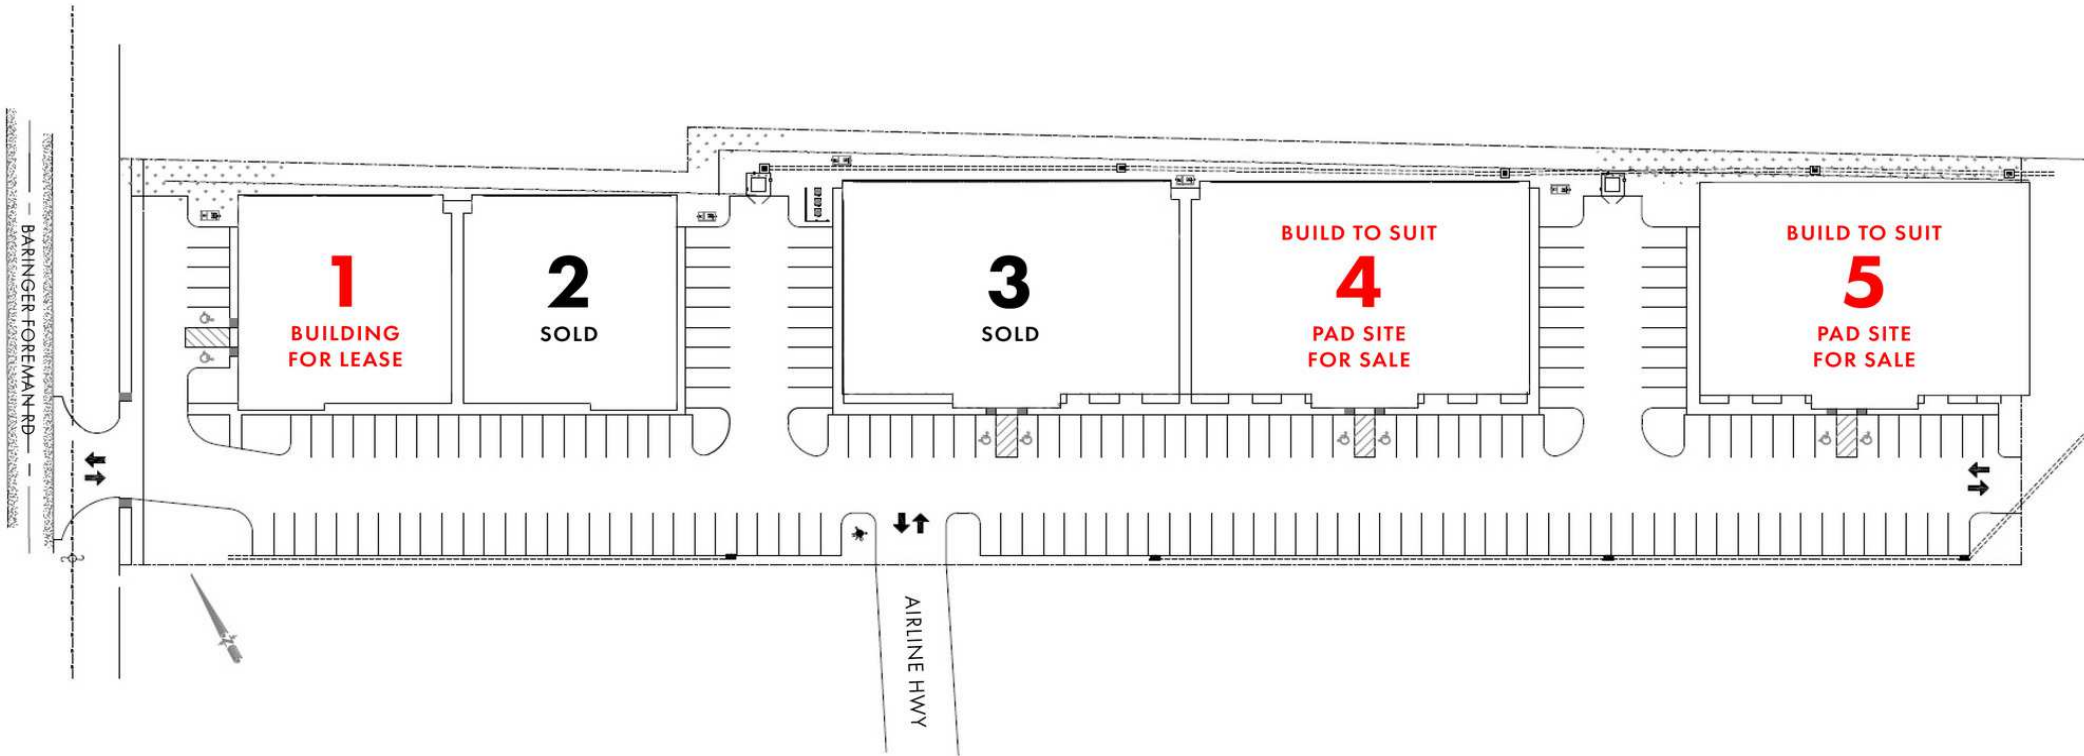 BARINGER FOREMAN RD
1
BUILDING
FOR LEASE
2
SOLD
3
SOLD
BUILD TO SUIT
4
PAD SITE
FOR SALE
BUILD TO SUIT
5
PAD SITE
FOR SALE
AIRLINE HWY